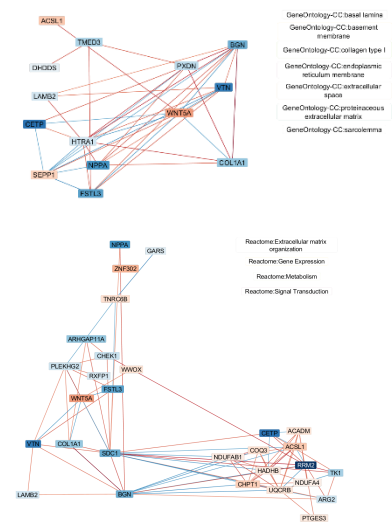 ACSL1
TMED3
BGN
DHDDS
PXDN
LAMB2
VTN
CETP
WNT5A
HTRA1
SEPP1
NPPA
COL1A1
FSTL3
GeneOntology-CC:basal lamina
GeneOntology-CC:basement
membrane
GeneOntology-CC:collagen type I
GeneOntology-CC:endoplasmic
reticulum membrane
GeneOntology-CC:extracellular
space
GeneOntology-CC:proteinaceous
extracellular matrix
GeneOntology-CC:sarcolemma
NPPA
GARS
ZNF302
TNRC6B
ARHGAP11A
CHEK1
PLEKHG2
WWOX
RXFP1
FSTL3
WNT5A
VTN
COL1A1
SDC1
LAMB2
BGN
CETP
ACADM
COQ3
ACSL1
NDUFAB1
RRM2
HADHB
TK1
CHPT1
NDUFA4
UQCRB
ARG2
PTGES3
Reactome:Extracellular matrix
organization
Reactome:Gene Expression
Reactome:Metabolism
Reactome:Signal Transduction